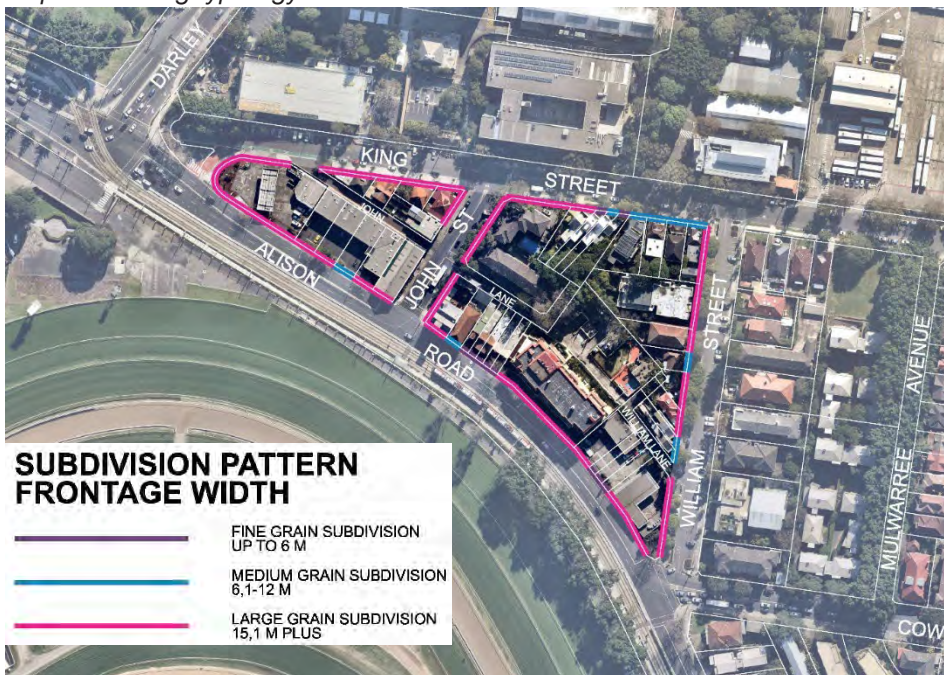 DARLEY
KING
STREET
JOHN
ST
ALISON
JOHN
LANE
ROAD
STREET
WILLIAM LANE
WILLIAM
MULWARREE AVENUE
COW
SUBDIVISION PATTERN
FRONTAGE WIDTH
FINE GRAIN SUBDIVISION
UP TO 6 M
MEDIUM GRAIN SUBDIVISION
6,1-12 M
LARGE GRAIN SUBDIVISION
15,1 M PLUS